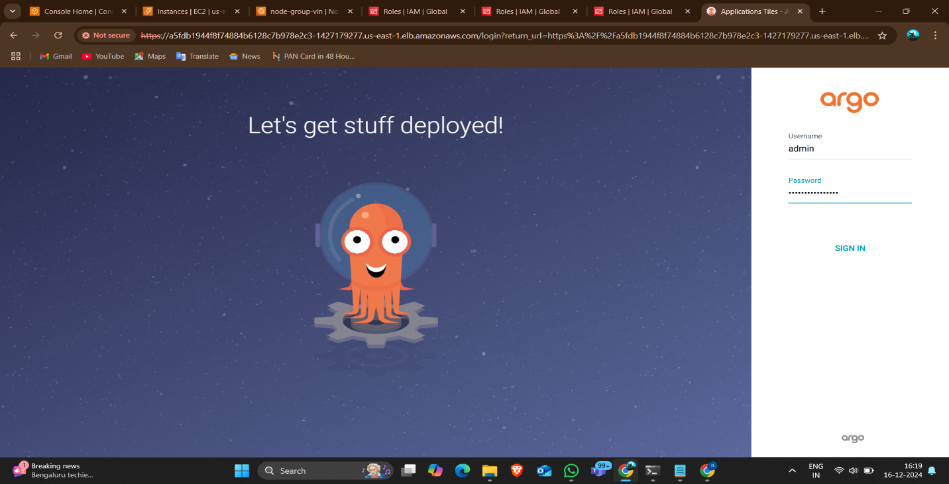 Console Home | Con
Instances | EC2 | us-e
node-group-vin | No
Roles | IAM | Global
Roles | IAM | Global
Roles | IAM | Global
Applications Tiles - A
Not secure
https://a5fdb1944f8f74884b6128c7b978e2c3-1427179277.us-east-1.elb.amazonaws.com/login?return_url=https%3A%2F%2Fa5fdb1944f8f74884b6128c7b978e2c3-1427179277.us-east-1.elb....
Gmail
YouTube
Maps
Translate
News
PAN Card in 48 Hou...
Let's get stuff deployed!
argo
Username
admin
Password
••••••••••••••••
SIGN IN
argo
1
Breaking news
Bengaluru techie...
Search
99+
ENG
IN
16:19
16-12-2024